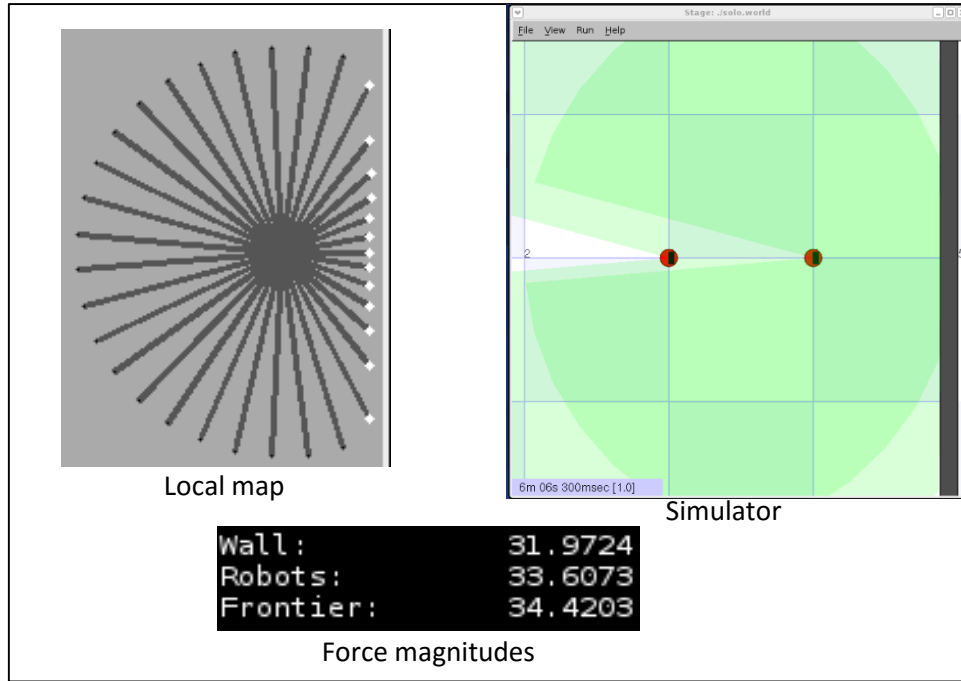 Stage: ./solo.world
File View Run Help
2
6m 06s 300msec [1.0]
Local map
Simulator
Wall: 31.9724
Robots: 33.6073
Frontier: 34.4203
Force magnitudes